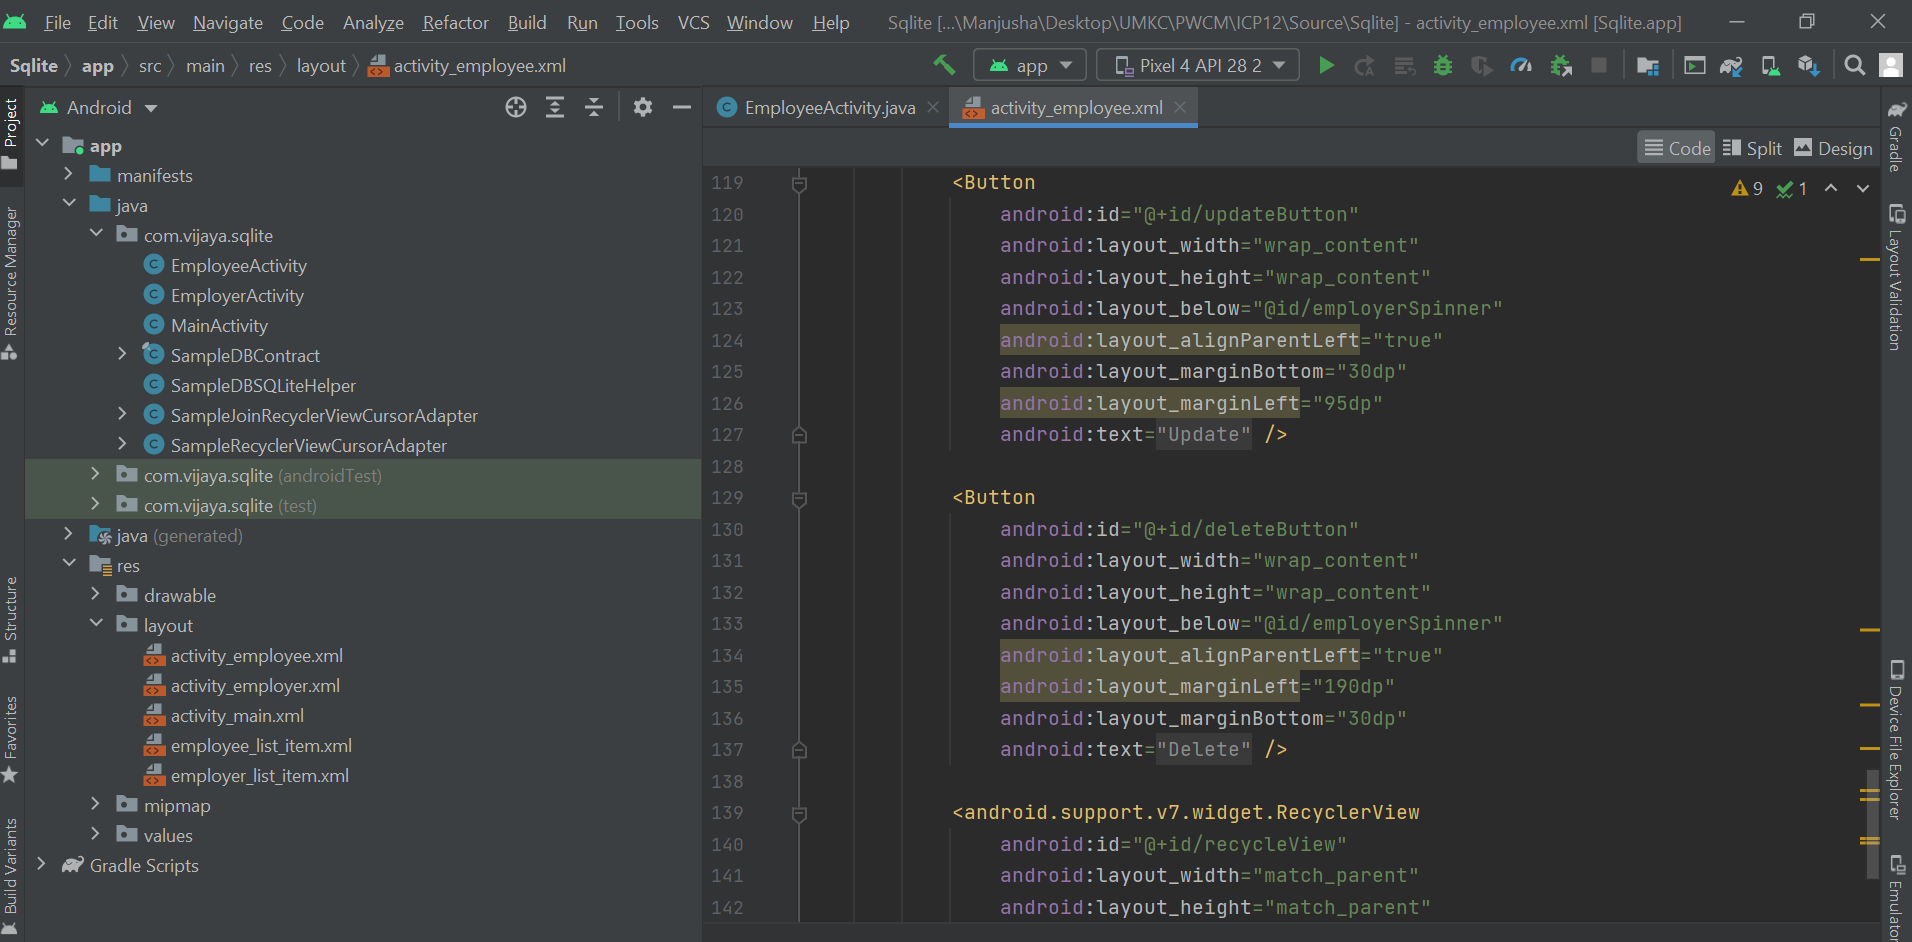 File Edit View Navigate Code Analyze Refactor Build Run Tools VCS Window Help Sqlite [...\Manjusha\Desktop\UMKC\PWCM\ICP12\Source\Sqlite] - activity_employee.xml [Sqlite.app]
Sqlite app src main res layout activity_employee.xml app Pixel 4 API 28 2
Project
Resource Manager
Structure
Favorites
Build Variants
Android
app
manifests
java
com.vijaya.sqlite
EmployeeActivity
EmployerActivity
MainActivity
SampleDBContract
SampleDBSQLiteHelper
SampleJoinRecyclerViewCursorAdapter
SampleRecyclerViewCursorAdapter
com.vijaya.sqlite (androidTest)
com.vijaya.sqlite (test)
java (generated)
res
drawable
layout
activity_employee.xml
activity_employer.xml
activity_main.xml
employee_list_item.xml
employer_list_item.xml
mipmap
values
Gradle Scripts
EmployeeActivity.java activity_employee.xml
Code Split Design
9 1
119 <Button
120 android:id="@+id/updateButton"
121 android:layout_width="wrap_content"
122 android:layout_height="wrap_content"
123 android:layout_below="@id/employerSpinner"
124 android:layout_alignParentLeft="true"
125 android:layout_marginBottom="30dp"
126 android:layout_marginLeft="95dp"
127 android:text="Update" />
128
129 <Button
130 android:id="@+id/deleteButton"
131 android:layout_width="wrap_content"
132 android:layout_height="wrap_content"
133 android:layout_below="@id/employerSpinner"
134 android:layout_alignParentLeft="true"
135 android:layout_marginLeft="190dp"
136 android:layout_marginBottom="30dp"
137 android:text="Delete" />
138
139 <android.support.v7.widget.RecyclerView
140 android:id="@+id/recycleView"
141 android:layout_width="match_parent"
142 android:layout_height="match_parent"
Gradle
Layout Validation
Device File Explorer
Emulator